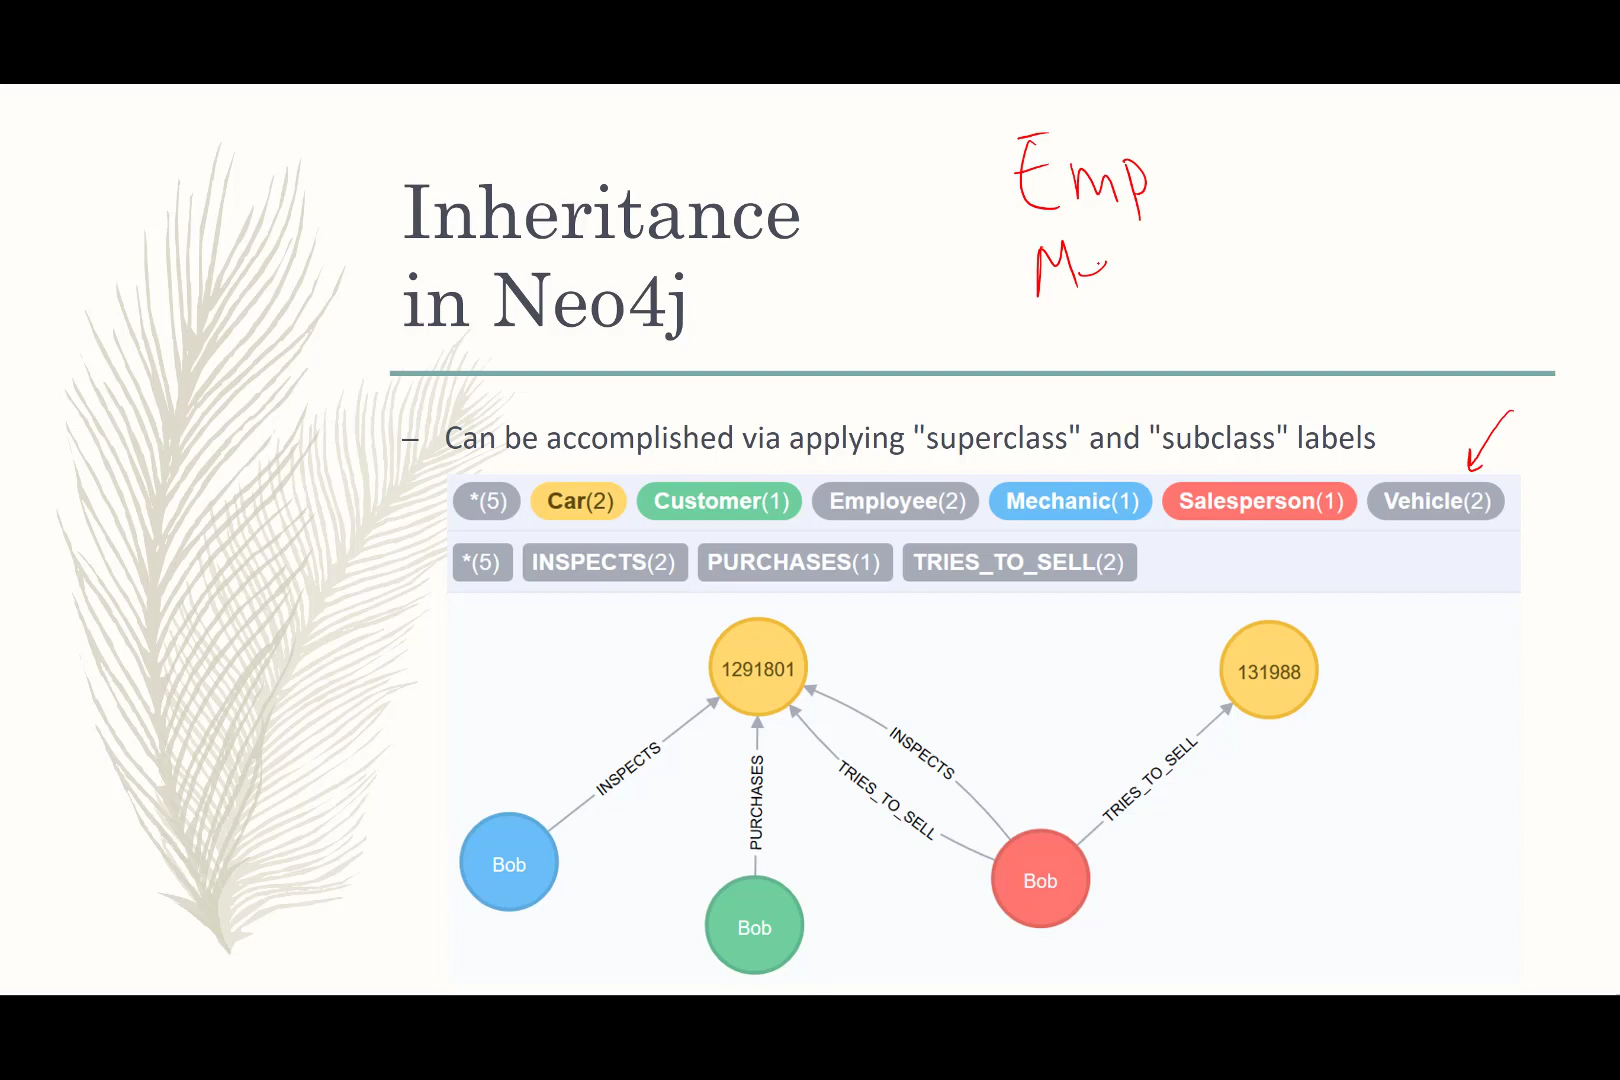 Inheritance
in Neo4j
Emp
M
– Can be accomplished via applying "superclass" and "subclass" labels
*(5) Car(2) Customer(1) Employee(2) Mechanic(1) Salesperson(1) Vehicle(2)
*(5) INSPECTS(2) PURCHASES(1) TRIES_TO_SELL(2)
1291801
131988
INSPECTS
PURCHASES
TRIES_TO_SELL
INSPECTS
TRIES_TO_SELL
Bob
Bob
Bob